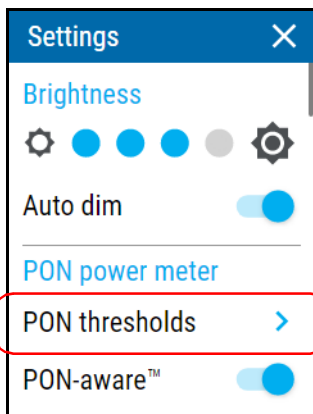 Settings
Brightness
Auto dim
PON power meter
PON thresholds
PON-aware™